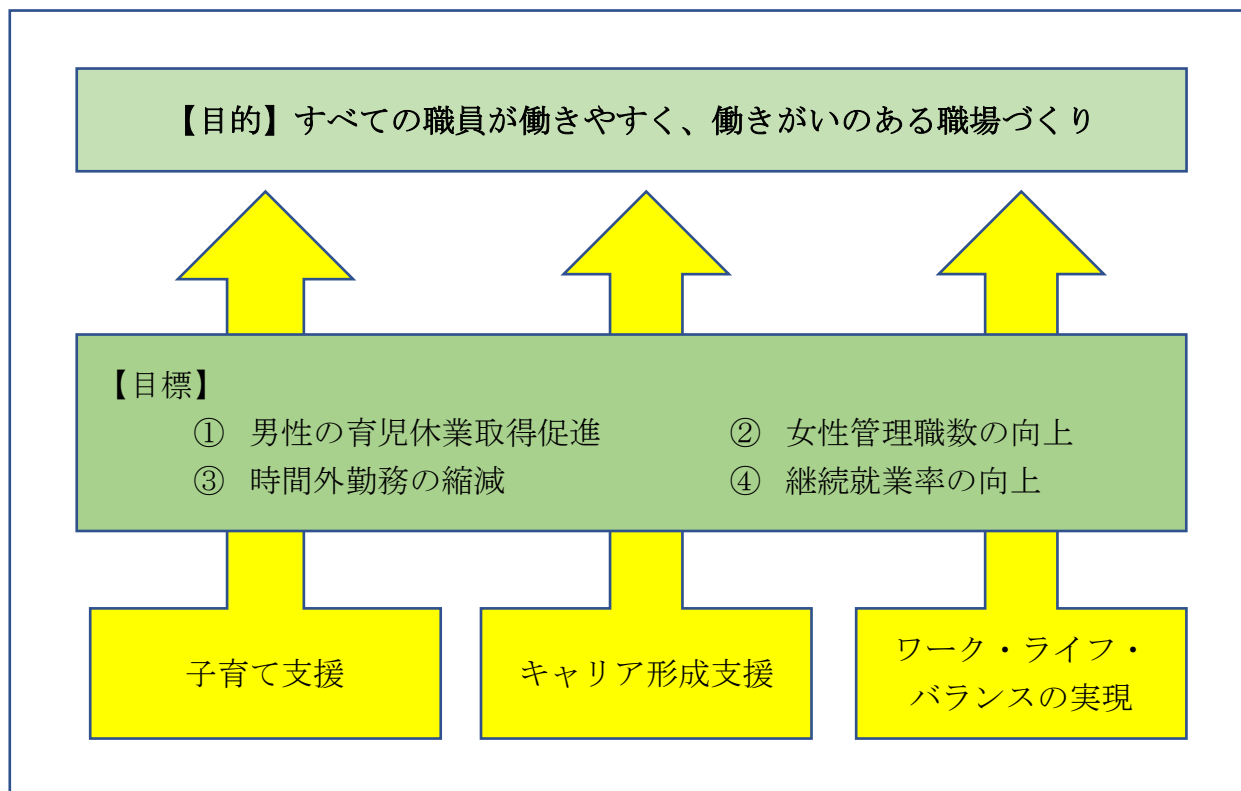 【目的】すべての職員が働きやすく、働きがいのある職場づくり
【目標】
① 男性の育児休業取得促進 ② 女性管理職数の向上
③ 時間外勤務の縮減 ④ 継続就業率の向上
子育て支援
キャリア形成支援
ワーク・ライフ・
バランスの実現